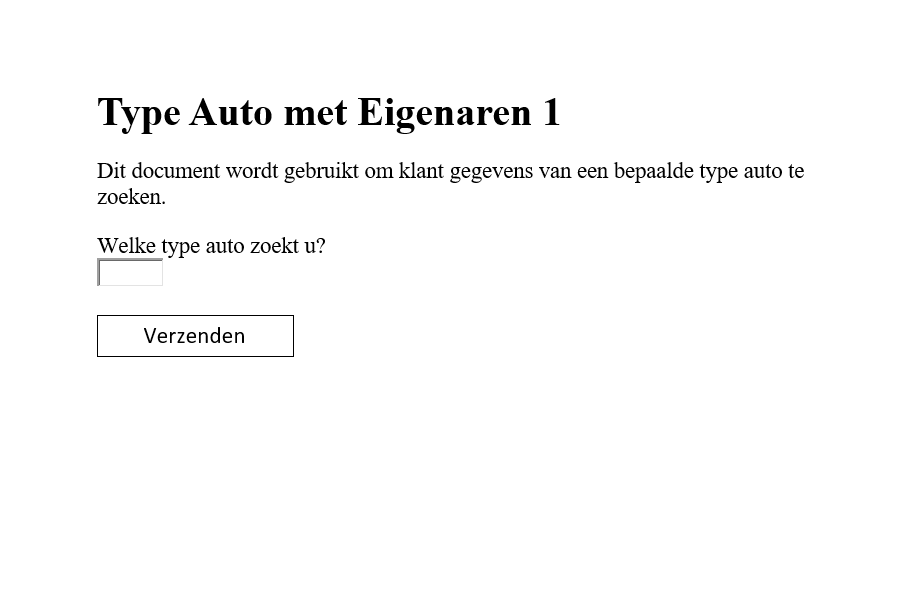 Type Auto met Eigenaren 1
Dit document wordt gebruikt om klant gegevens van een bepaalde type auto te
zoeken.
Welke type auto zoekt u?
Verzenden